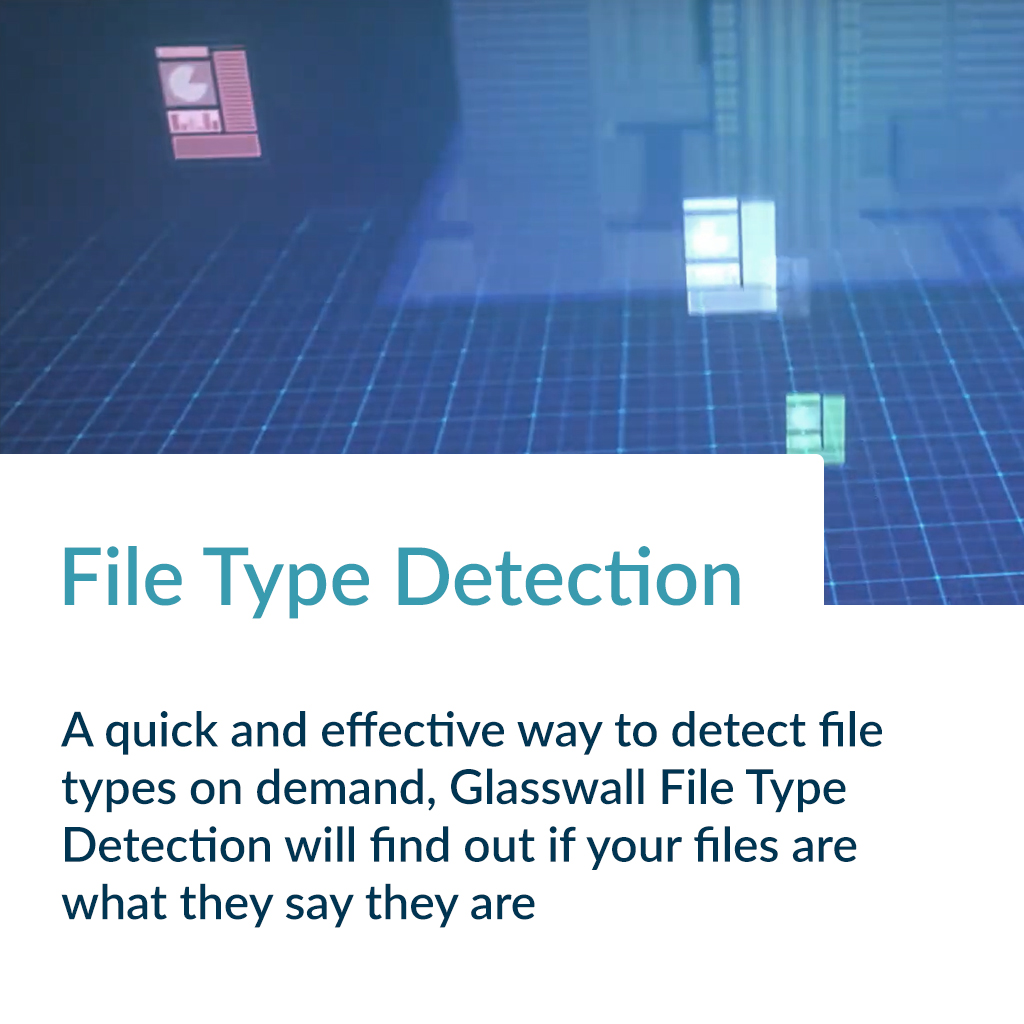 File Type Detection
A quick and effective way to detect file
types on demand, Glasswall File Type
Detection will find out if your files are
what they say they are